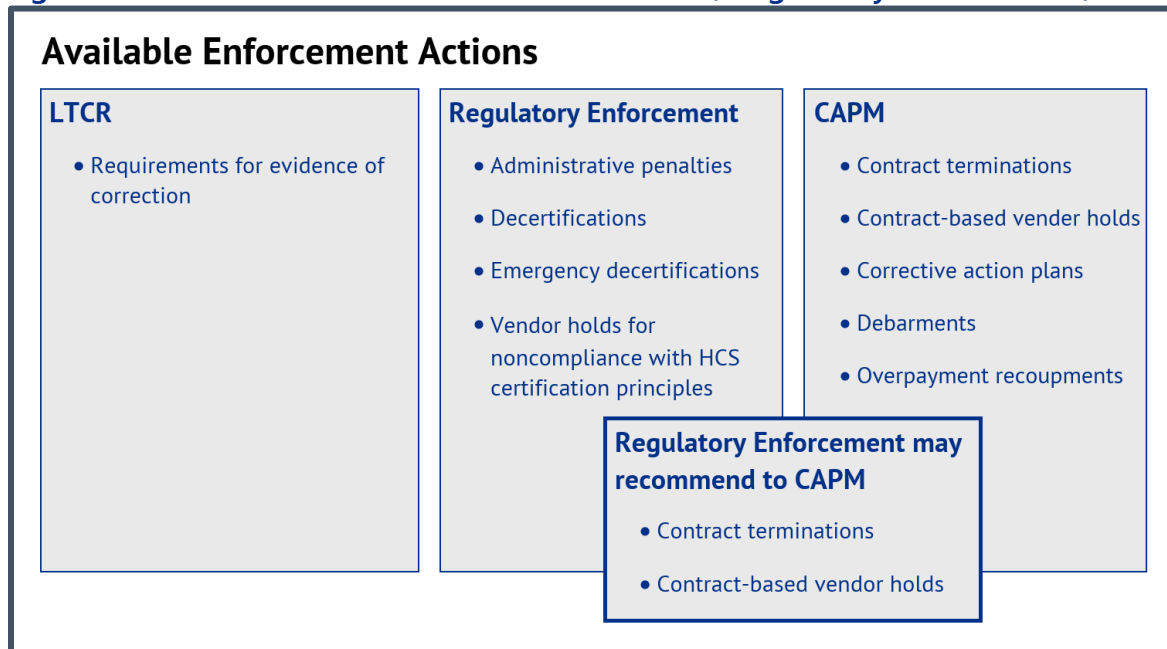 Available Enforcement Actions
LTCR
• Requirements for evidence of
correction
Regulatory Enforcement
• Administrative penalties
• Decertifications
• Emergency decertifications
• Vendor holds for
noncompliance with HCS
certification principles
CAPM
• Contract terminations
• Contract-based vender holds
• Corrective action plans
• Debarments
• Overpayment recoupments
Regulatory Enforcement may
recommend to CAPM
• Contract terminations
• Contract-based vendor holds